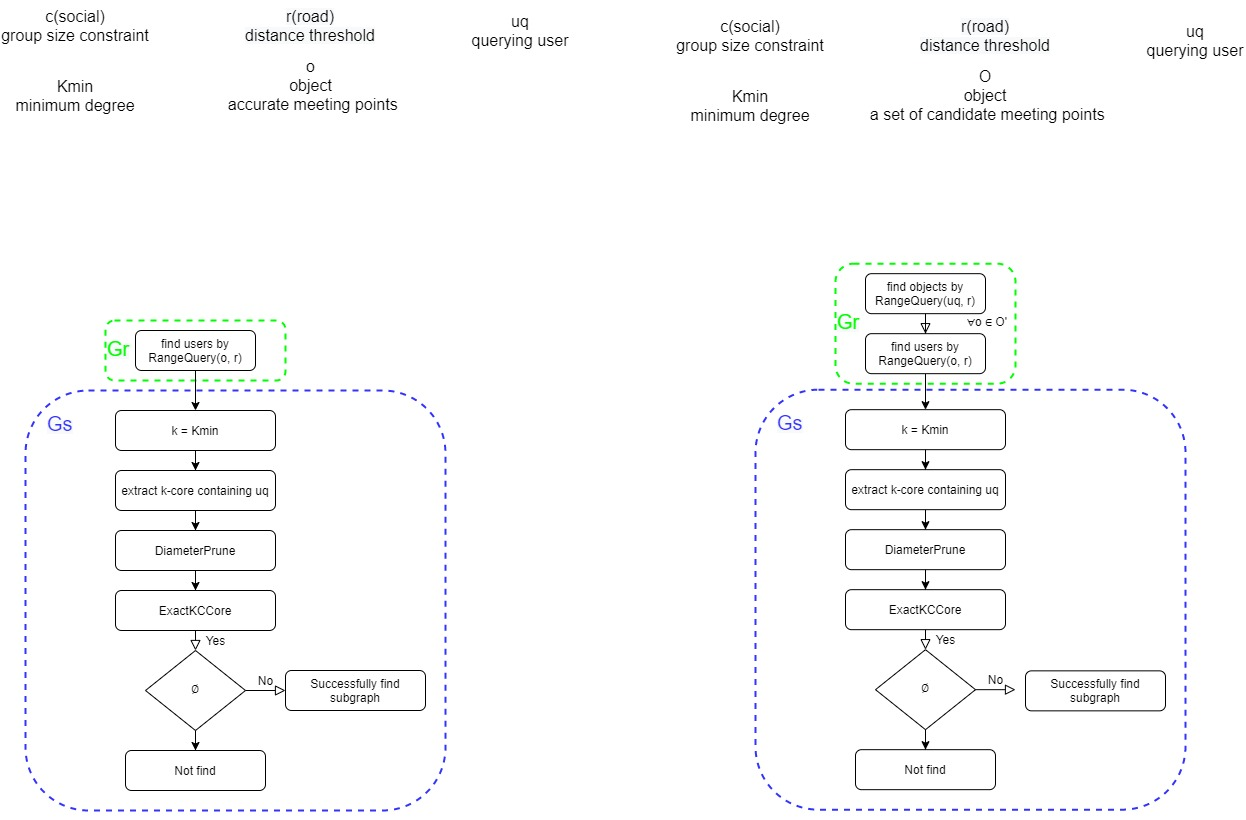 c(social)
group size constraint
r(road)
distance threshold
uq
querying user
Kmin
minimum degree
o
object
accurate meeting points
Gr
find users by
RangeQuery(o, r)
Gs
k = Kmin
extract k-core containing uq
DiameterPrune
ExactKCCore
Yes
Ø
No
Successfully find
subgraph
Not find
c(social)
group size constraint
r(road)
distance threshold
uq
querying user
Kmin
minimum degree
O
object
a set of candidate meeting points
find objects by
RangeQuery(uq, r)
Gr
∀o ∈ O'
find users by
RangeQuery(o, r)
Gs
k = Kmin
extract k-core containing uq
DiameterPrune
ExactKCCore
Yes
Ø
No
Successfully find
subgraph
Not find